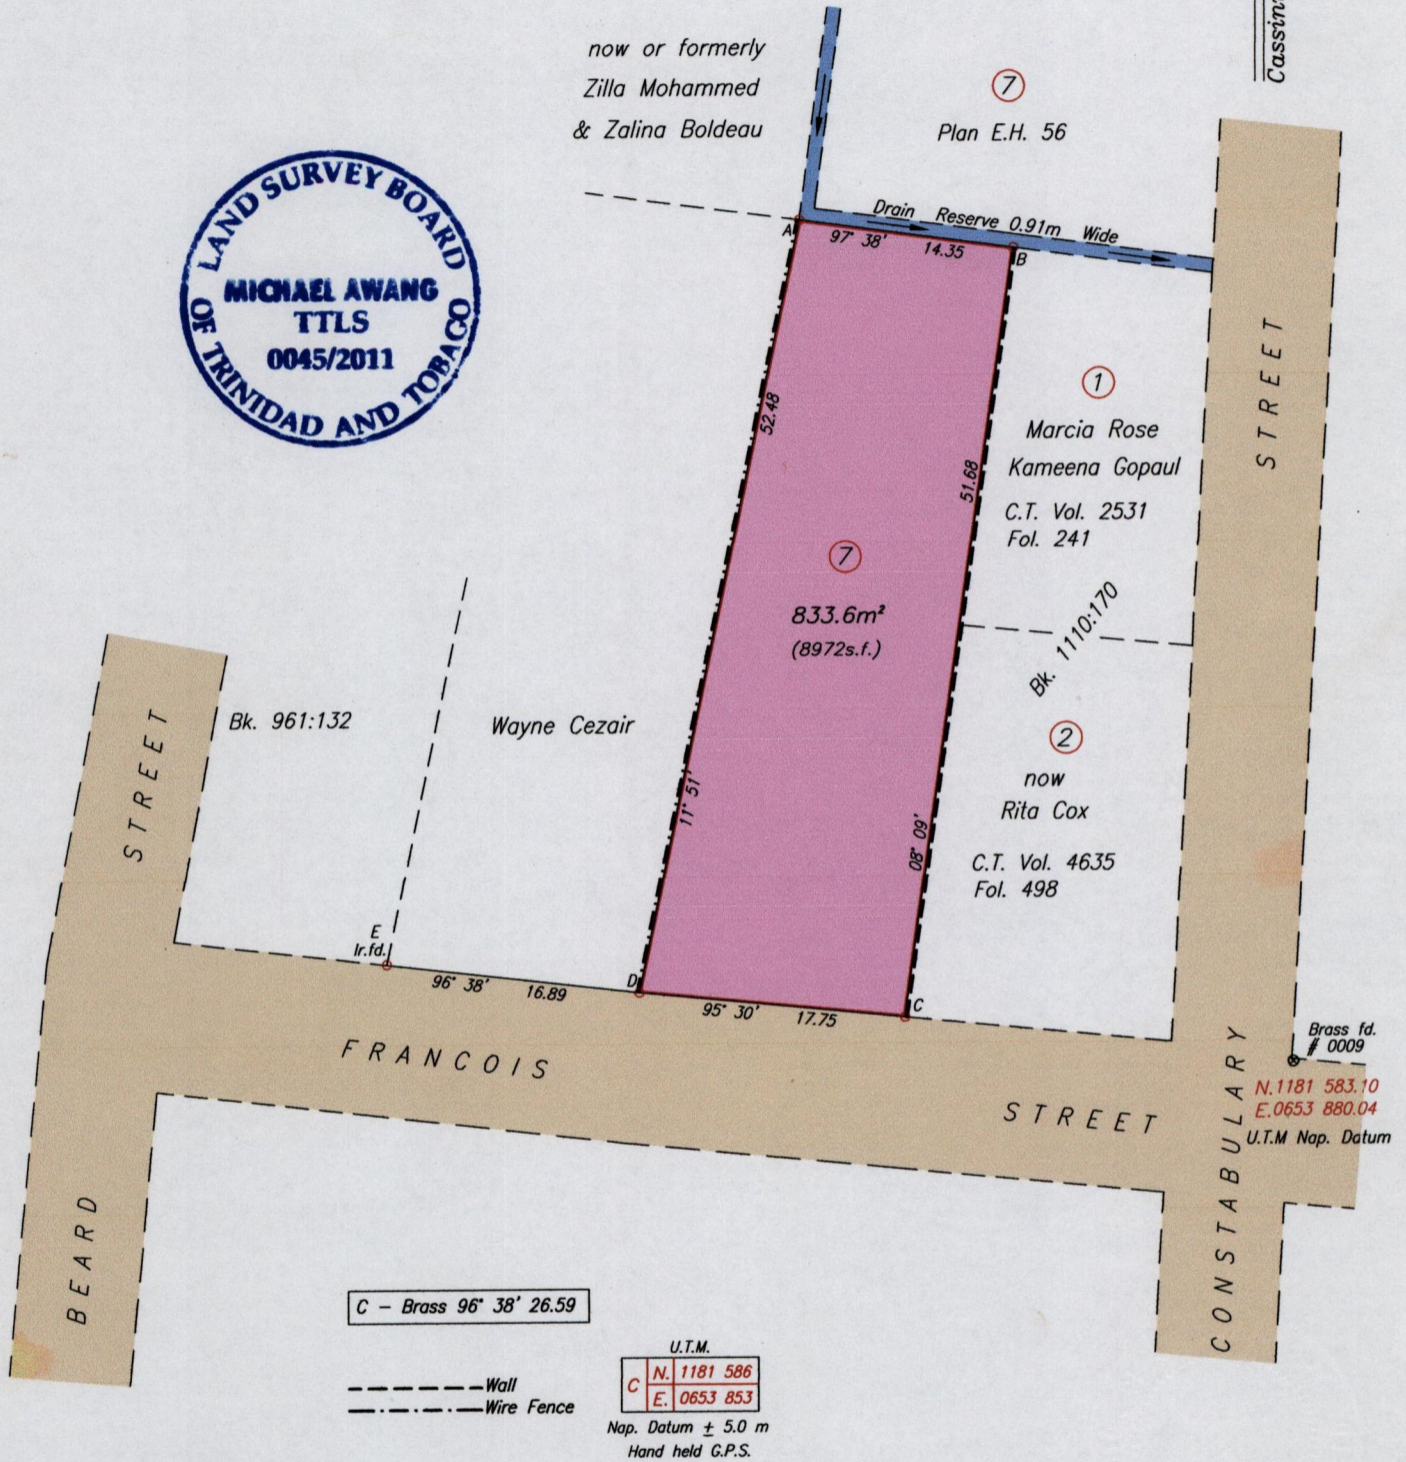 Cassin
now or formerly
Zilla Mohammed
& Zalina Boldeau
7
Plan E.H. 56
LAND SURVEY BOARD
OF TRINIDAD AND TOBAGO
MICHAEL AWANG
TTLS
0045/2011
Drain Reserve 0.91m Wide
A
97° 38' 14.35
B
52.48
51.68
1
Marcia Rose
Kameena Gopaul
C.T. Vol. 2531
Fol. 241
STREET
7
833.6m²
(8972s.f.)
Bk. 1110:170
Bk. 961:132
Wayne Cezair
STREET
2
now
Rita Cox
C.T. Vol. 4635
Fol. 498
11° 51'
08° 09'
E
Ir.fd.
96° 38' 16.89
D
95° 30' 17.75
C
FRANCOIS
STREET
BEARD
CONSTABULARY
Brass fd.
# 0009
N.1181 583.10
E.0653 880.04
U.T.M Nap. Datum
C – Brass 96° 38' 26.59
Wall
Wire Fence
U.T.M.
C N. 1181 586
E. 0653 853
Nap. Datum ± 5.0 m
Hand held G.P.S.